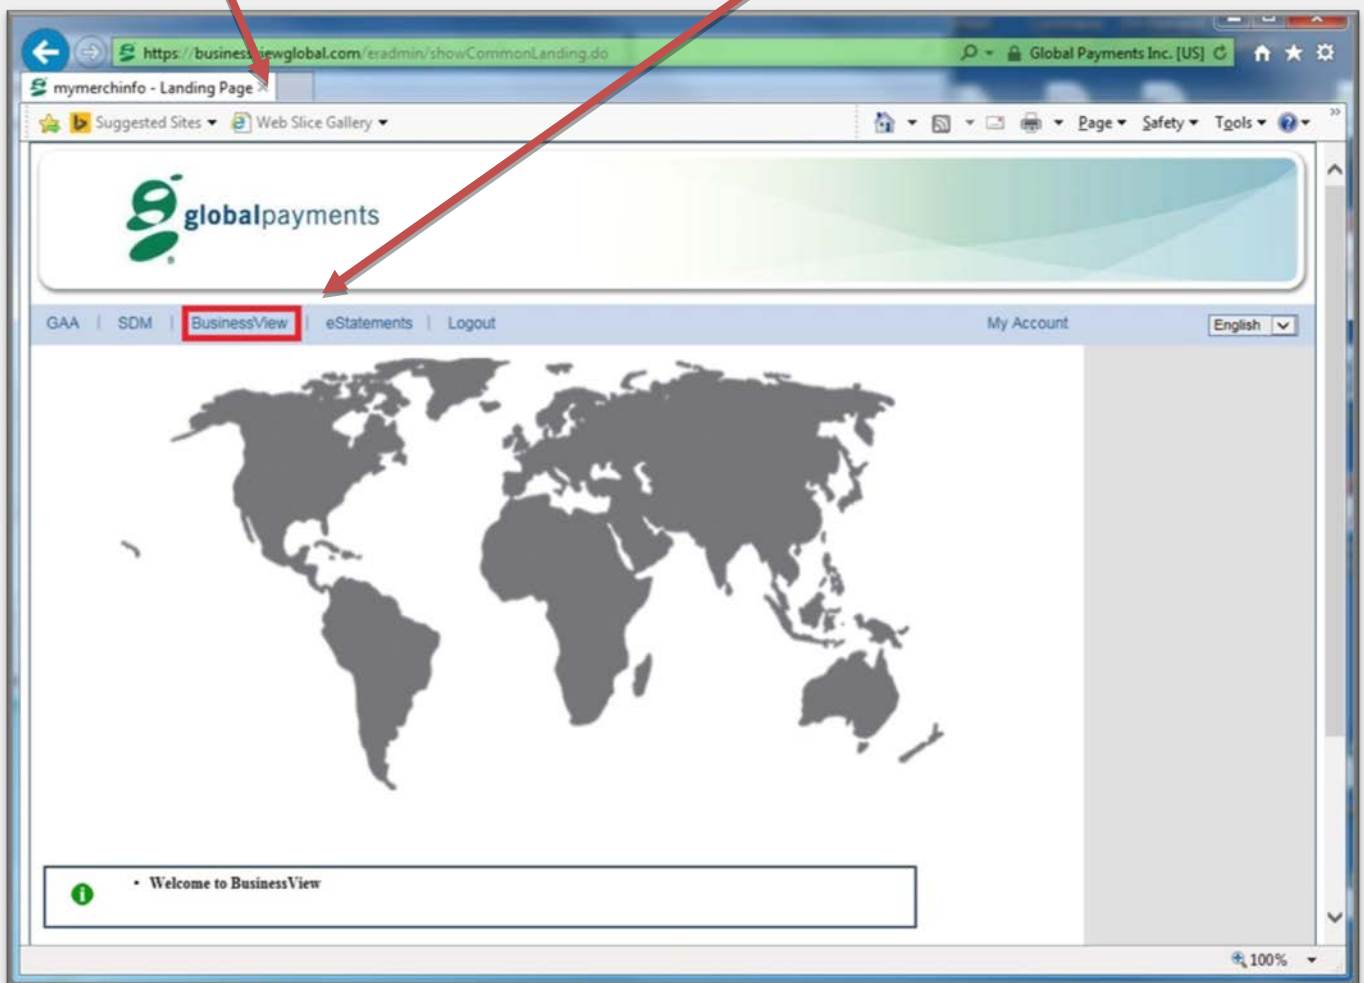 https://businessviewglobal.com/eradmin/showCommonLanding.do
Global Payments Inc. [US]
mymerchinfo - Landing Page
Suggested Sites
Web Slice Gallery
Page
Safety
Tools
globalpayments
GAA | SDM | BusinessView | eStatements | Logout
My Account
English
• Welcome to BusinessView
100%